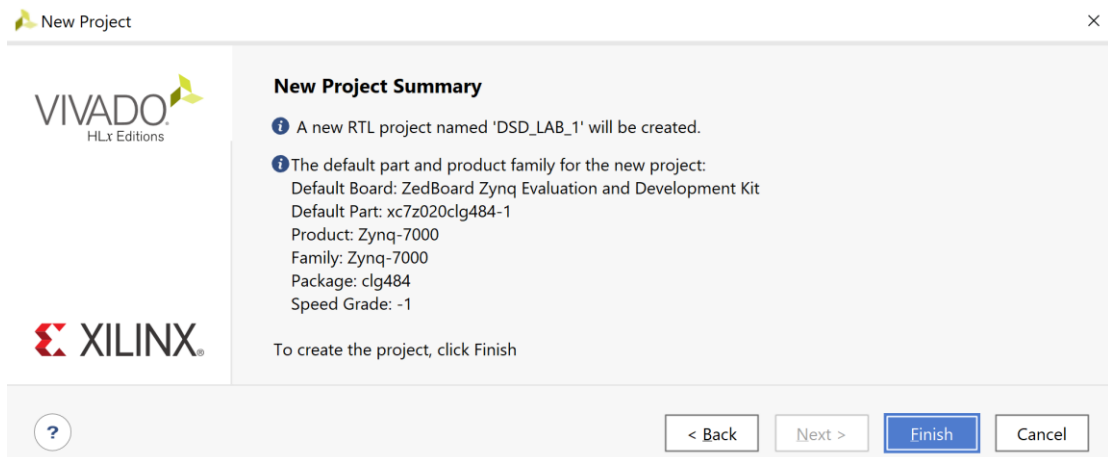 New Project
VIVADO.
HLx Editions
New Project Summary
A new RTL project named 'DSD_LAB_1' will be created.
The default part and product family for the new project:
Default Board: ZedBoard Zynq Evaluation and Development Kit
Default Part: xc7z020clg484-1
Product: Zynq-7000
Family: Zynq-7000
Package: clg484
Speed Grade: -1
XILINX®
To create the project, click Finish
?
< Back
Next >
Finish
Cancel